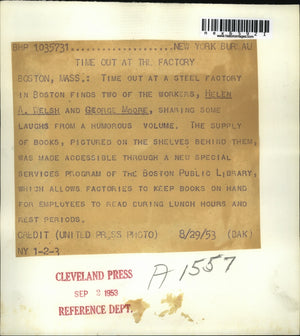 BHP 1035731..............NEW YORK BUREAU
TIME OUT AT THE FACTORY
BOSTON, MASS.: TIME OUT AT A STEEL FACTORY
IN BOSTON FINDS TWO OF THE WORKERS, HELEN
A. WELSH AND GEORGE MOORE, SHARING SOME
LAUGHS FROM A HUMOROUS VOLUME. THE SUPPLY
OF BOOKS, PICTURED ON THE SHELVES BEHIND THEM,
WAS MADE ACCESSIBLE THROUGH A NEW SPECIAL
SERVICES PROGRAM OF THE BOSTON PUBLIC LIBRARY,
WHICH ALLOWS FACTORIES TO KEEP BOOKS ON HAND
FOR EMPLOYEES TO READ DURING LUNCH HOURS AND
REST PERIODS.
CREDIT (UNITED PRESS PHOTO) 8/29/53 (BAK)
NY 1-2-3
CLEVELAND PRESS
SEP 2 1953
REFERENCE DEPT.
A 1557